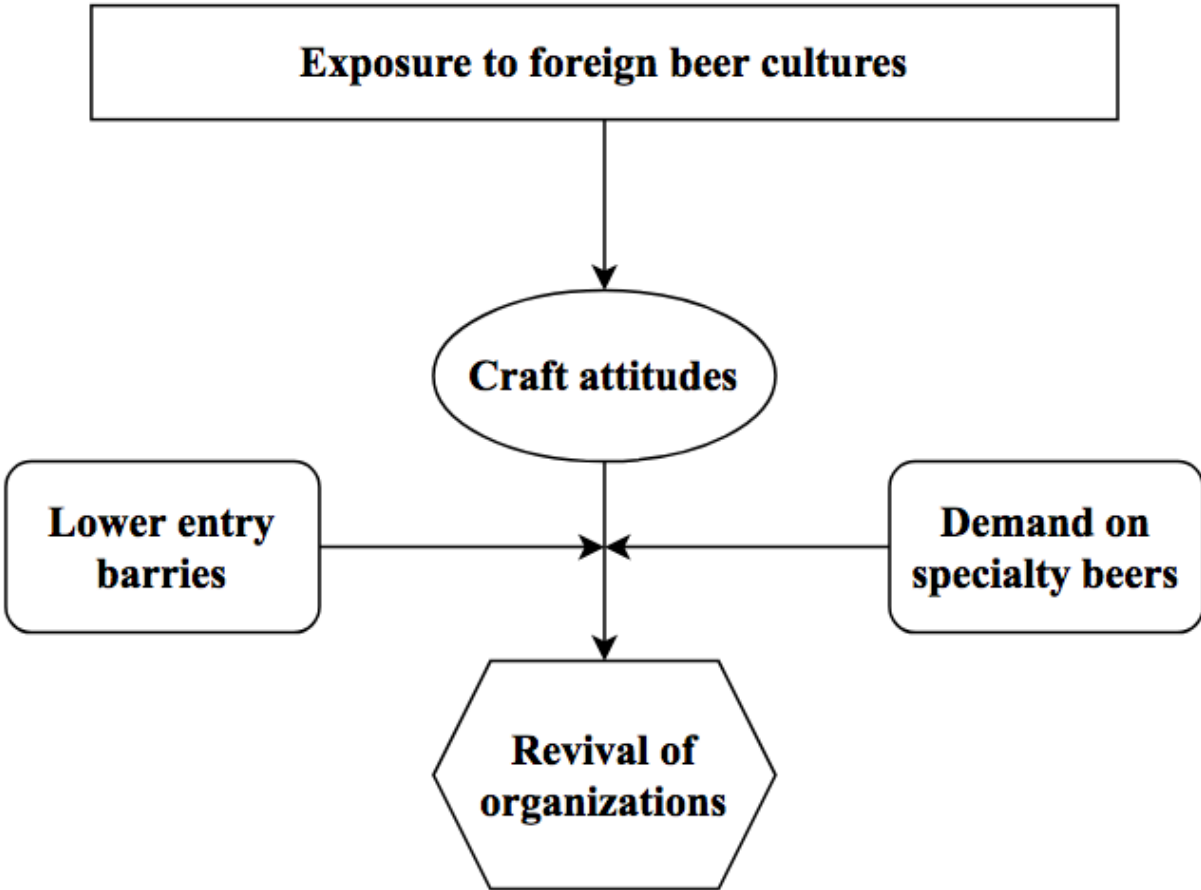 Exposure to foreign beer cultures
Craft attitudes
Lower entry
barries
Demand on
specialty beers
Revival of
organizations